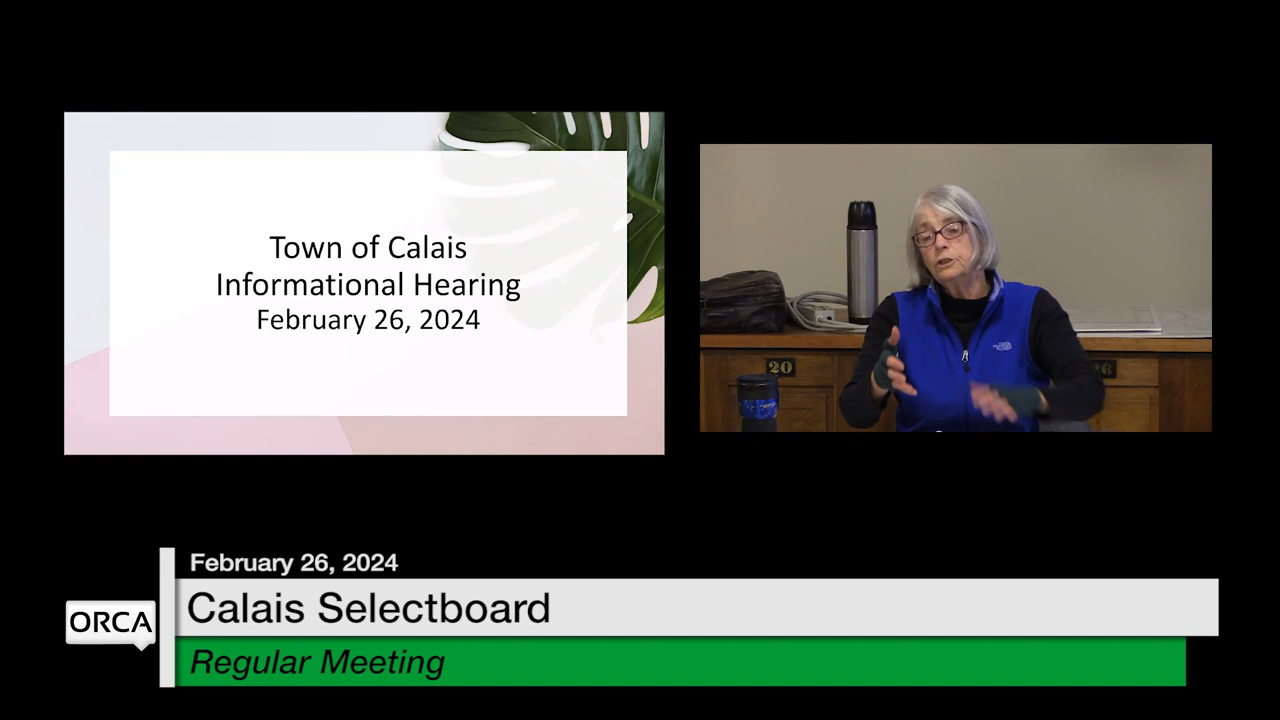 Town of Calais
Informational Hearing
February 26, 2024
20
February 26, 2024
Calais Selectboard
ORCA
Regular Meeting